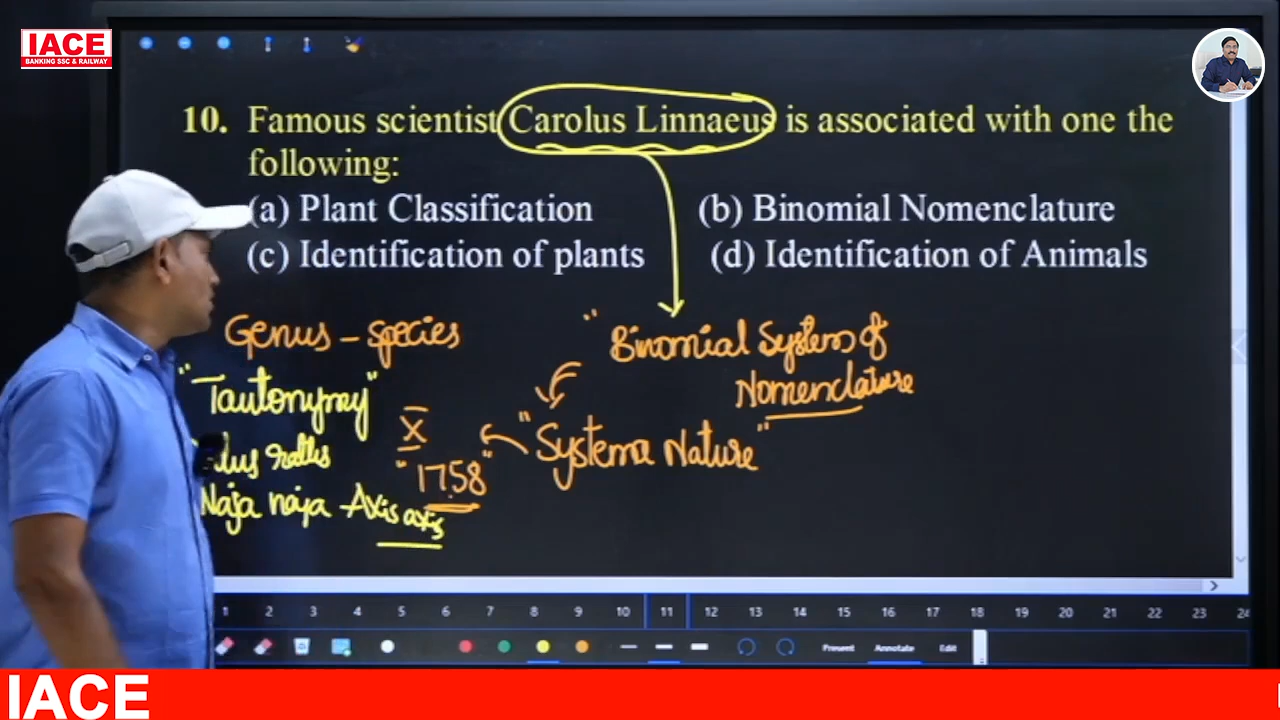 IACE
BANKING SSC & RAILWAY
10. Famous scientist Carolus Linnaeus is associated with one the
following:
(a) Plant Classification (b) Binomial Nomenclature
(c) Identification of plants (d) Identification of Animals
Genus - species
"Binomial System of
Nomenclature
"Tautonymy"
X
"Systema Nature"
"1758"
Naja naja Axis axis
1 2 3 4 5 6 7 8 9 10 11 12 13 14 15 16 17 18 19 20 21 22 23 24
Present Annotate Edit
IACE